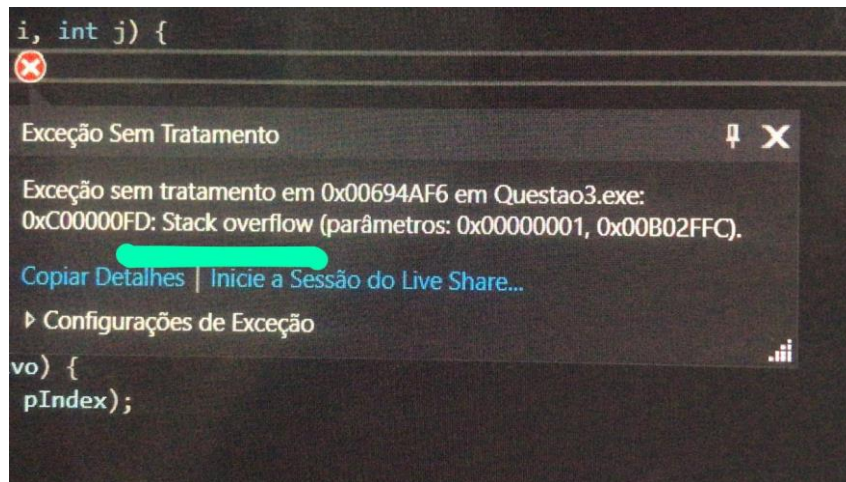 i, int j) {
Exceção Sem Tratamento
Exceção sem tratamento em 0x00694AF6 em Questao3.exe:
0xC00000FD: Stack overflow (parâmetros: 0x00000001, 0x00B02FFC).
Copiar Detalhes | Inicie a Sessão do Live Share...
Configurações de Exceção
vo) {
pIndex);